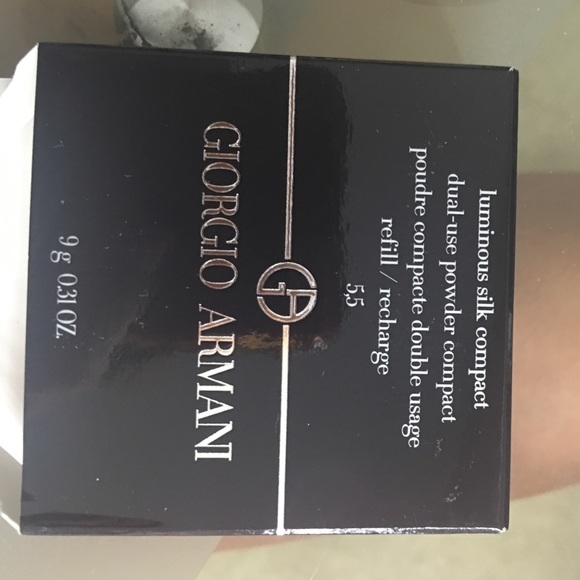 luminous silk compact
dual-use powder compact
poudre compacte double usage
refill / recharge
5,5
GA
GIORGIO ARMANI
9 g 0.31 OZ.